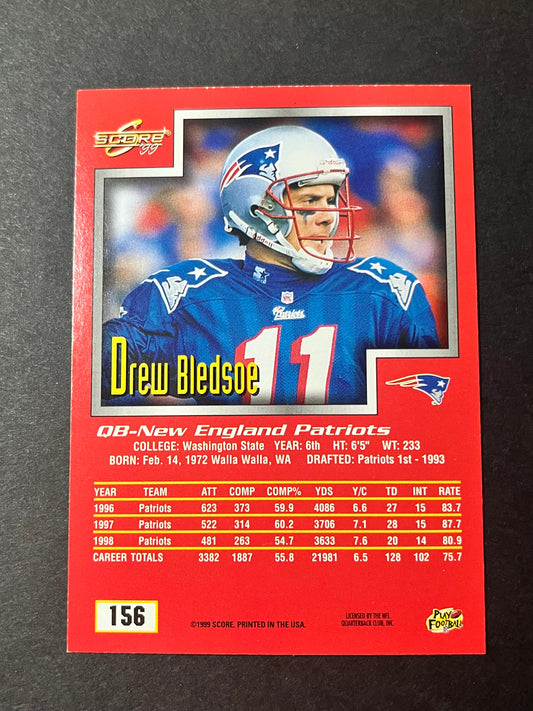 SCORE
'99
Riddell
Patriots
11
Drew Bledsoe
QB-New England Patriots
COLLEGE: Washington State YEAR: 6th HT: 6'5" WT: 233
BORN: Feb. 14, 1972 Walla Walla, WA DRAFTED: Patriots 1st - 1993
YEAR TEAM ATT COMP COMP% YDS Y/C TD INT RATE
1996 Patriots 623 373 59.9 4086 6.6 27 15 83.7
1997 Patriots 522 314 60.2 3706 7.1 28 15 87.7
1998 Patriots 481 263 54.7 3633 7.6 20 14 80.9
CAREER TOTALS 3382 1887 55.8 21981 6.5 128 102 75.7
156
©1999 SCORE. PRINTED IN THE USA.
LICENSED BY THE NFL
QUARTERBACK CLUB, INC.
PLAY
FOOTBALL